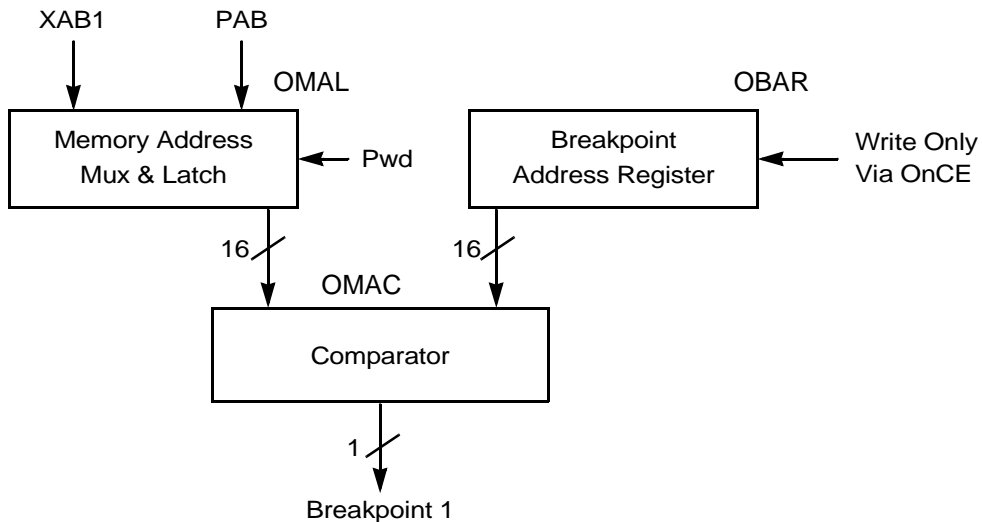 XAB1
PAB
OMAL
OBAR
Memory Address
Mux & Latch
Pwd
Breakpoint
Address Register
Write Only
Via OnCE
16
16
OMAC
Comparator
1
Breakpoint 1